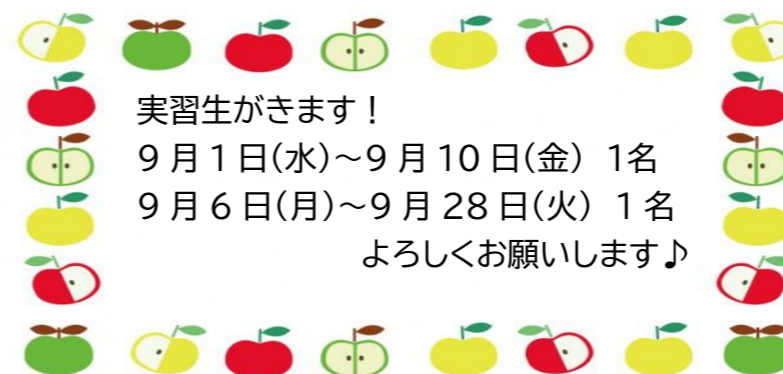 実習生がきます！
９月１日(水)～９月10日(金) 1名
９月６日(月)～９月28日(火) １名
よろしくお願いします♪